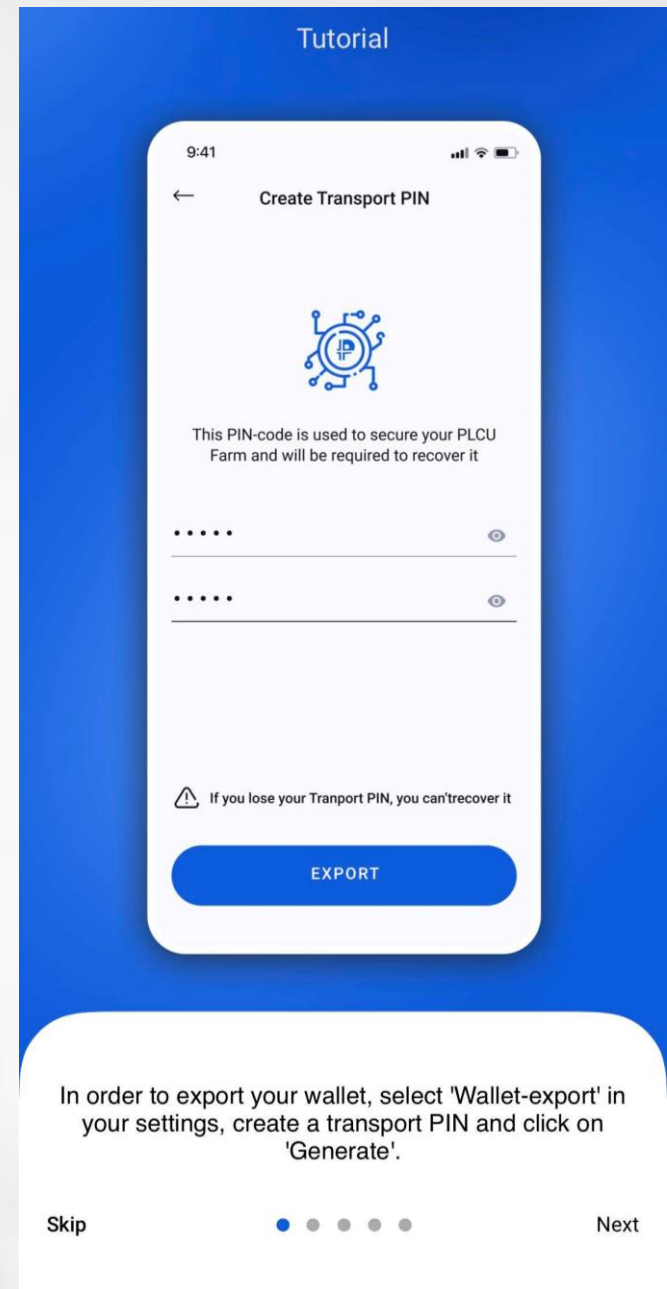 Tutorial
9:41
Create Transport PIN
This PIN-code is used to secure your PLCU
Farm and will be required to recover it
If you lose your Tranport PIN, you can'trecover it
EXPORT
In order to export your wallet, select 'Wallet-export' in
your settings, create a transport PIN and click on
'Generate'.
Skip
Next